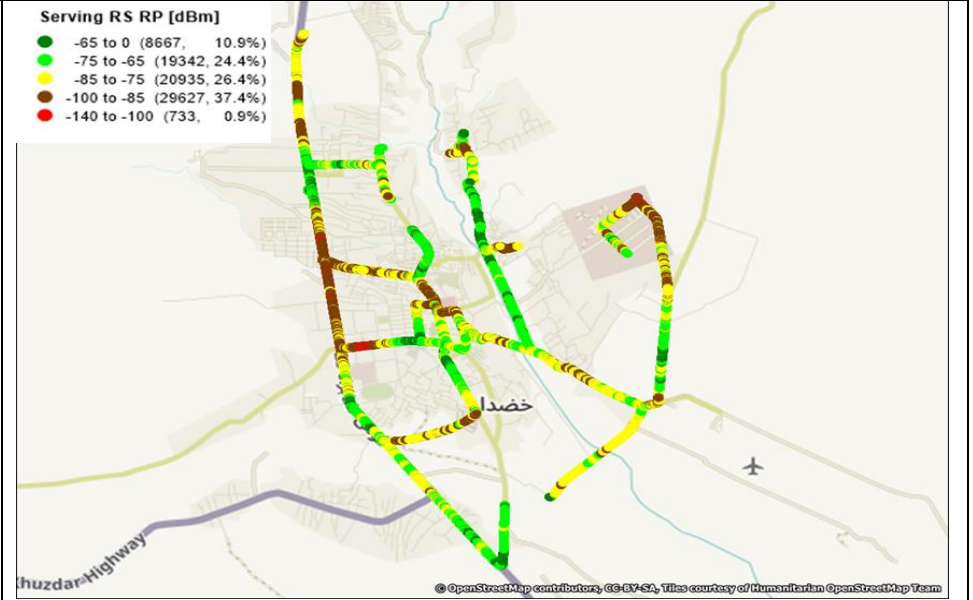 Serving RS RP [dBm]
-65 to 0 (8667, 10.9%)
-75 to -65 (19342, 24.4%)
-85 to -75 (20935, 26.4%)
-100 to -85 (29627, 37.4%)
-140 to -100 (733, 0.9%)
خضدا
huzdar-Highway
© OpenStreetMap contributors, CC-BY-SA, Tiles courtesy of Humanitarian OpenStreetMap Team